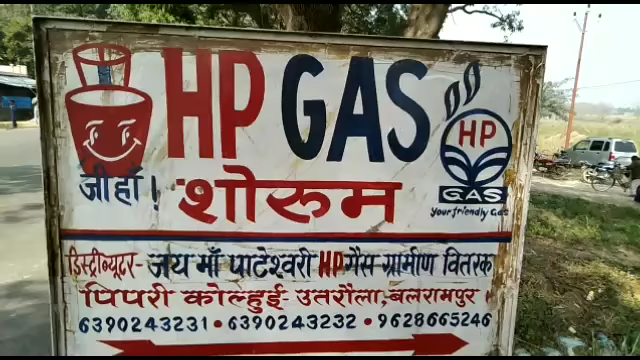 HP GAS
जी हाँ !
शोरुम
HP
GAS
Your friendly Gas
डिस्ट्रीब्यूटर- जय माँ पाटेश्वरी HP गैस ग्रामीण वितरक
पिपरी कोल्हुई- उतरौला, बलरामपुर ।
6390243231 • 6390243232 • 9628665246